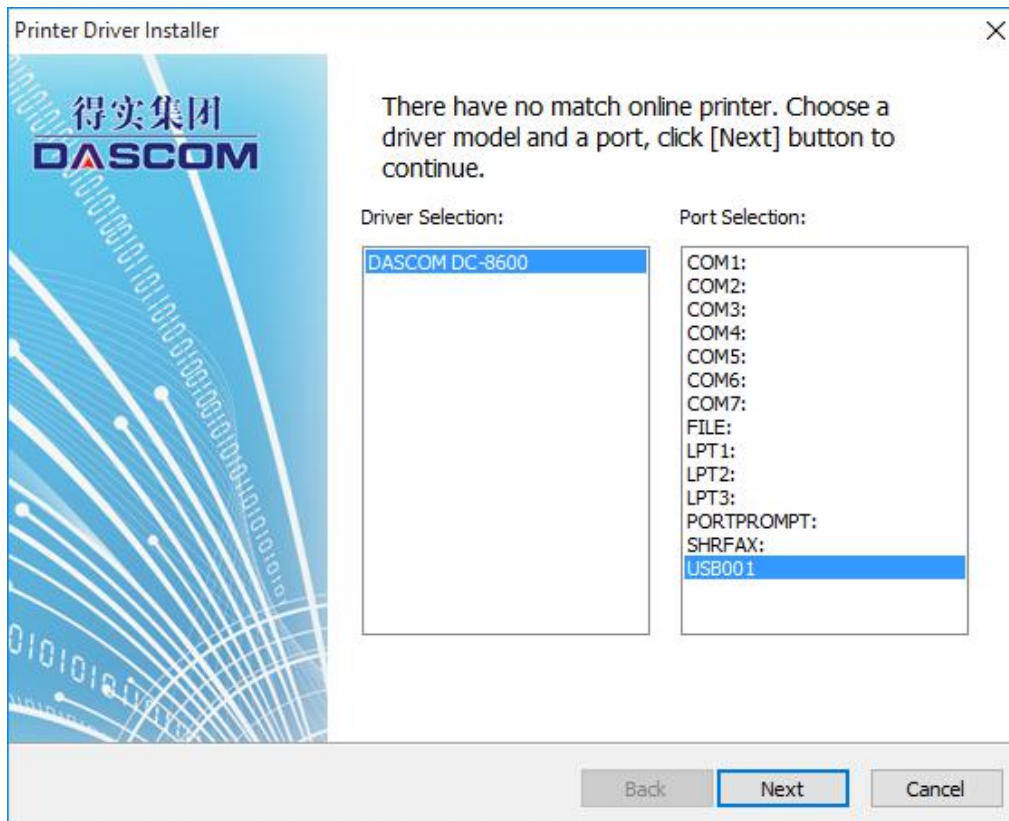 Printer Driver Installer
得实集团
DASCOM
There have no match online printer. Choose a
driver model and a port, click [Next] button to
continue.
Driver Selection:
Port Selection:
DASCOM DC-8600
COM1:
COM2:
COM3:
COM4:
COM5:
COM6:
COM7:
FILE:
LPT1:
LPT2:
LPT3:
PORTPROMPT:
SHRFAX:
USB001
Back
Next
Cancel